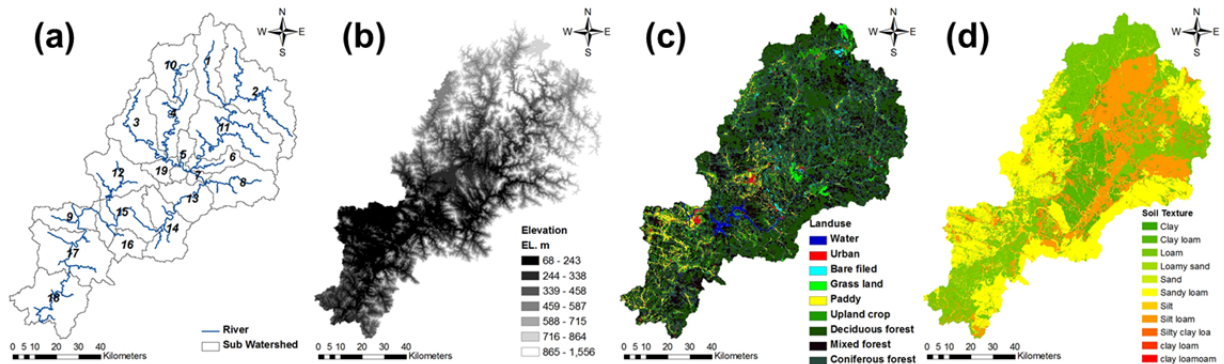 (a)
N
W E
S
10
1
2
3
4
11
5
6
19
7
12
8
13
9
15
14
16
17
18
River
Sub Watershed
0 5 10 20 30 40
Kilometers
(b)
N
W E
S
Elevation
EL. m
68 - 243
244 - 338
339 - 458
459 - 587
588 - 715
716 - 864
865 - 1,556
0 5 10 20 30 40
Kilometers
(c)
N
W E
S
Landuse
Water
Urban
Bare filed
Grass land
Paddy
Upland crop
Deciduous forest
Mixed forest
Coniferous forest
0 5 10 20 30 40
Kilometers
(d)
N
W E
S
Soil Texture
Clay
Clay loam
Loam
Loamy sand
Sand
Sandy loam
Silt
Silt loam
Silty clay loa
clay loam
clay loamoam
0 5 10 20 30 40
Kilometers